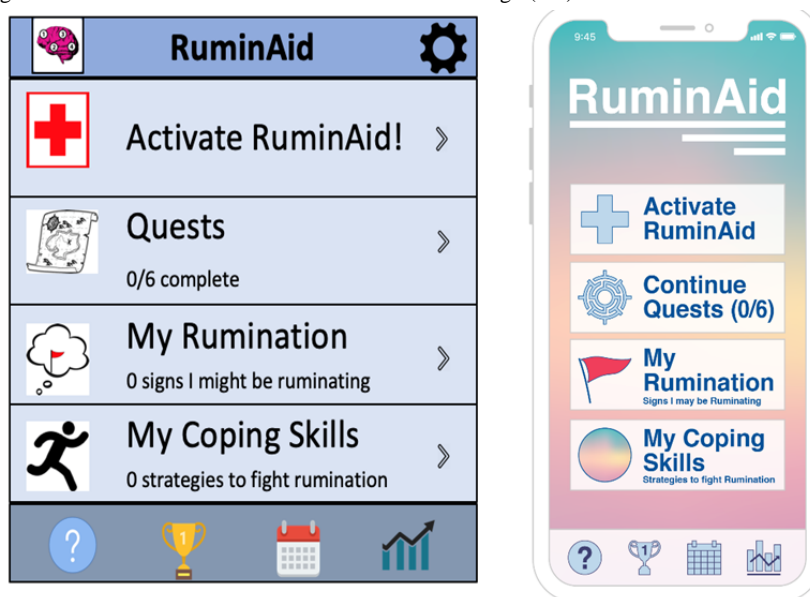 RuminAid
Activate RuminAid!
Quests
0/6 complete
My Rumination
0 signs I might be ruminating
My Coping Skills
0 strategies to fight rumination
?
1
9:45
RuminAid
Activate
RuminAid
Continue
Quests (0/6)
My
Rumination
Signs I may be Ruminating
My Coping
Skills
Strategies to fight Rumination
?
1